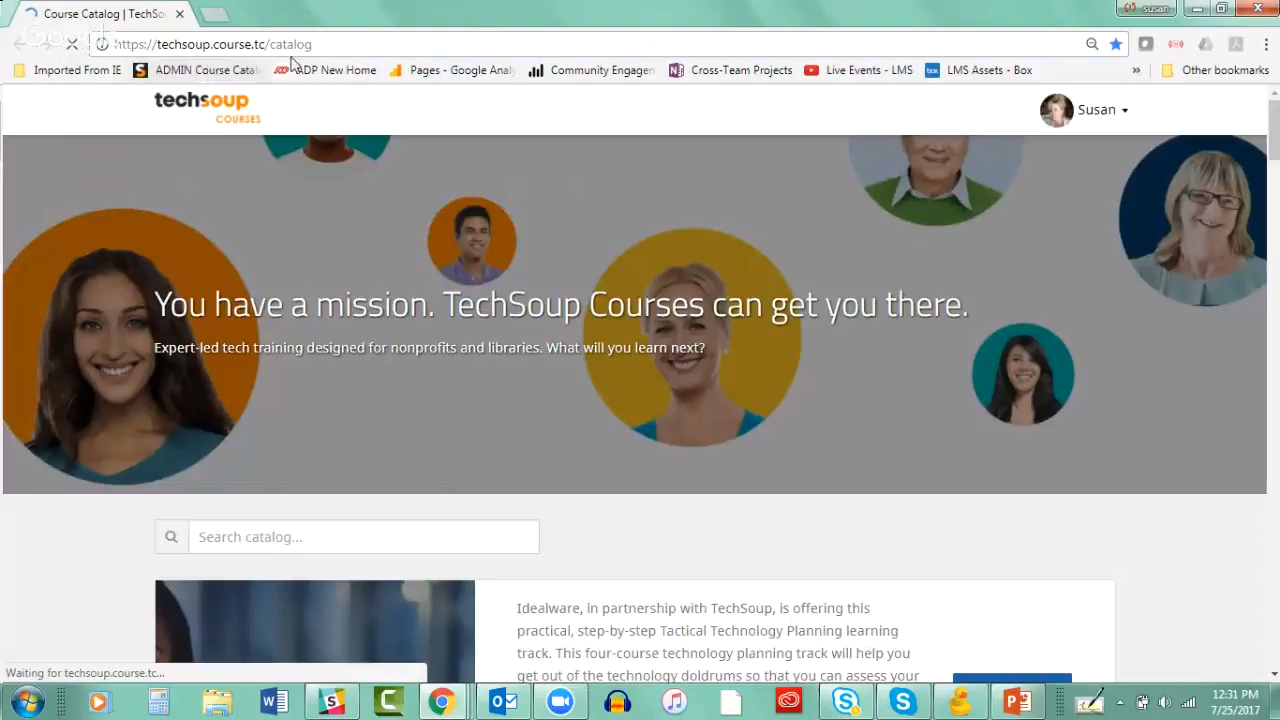 Course Catalog | TechSo
susan
https://techsoup.course.tc/catalog
Imported From IE
ADMIN Course Cata
ADP New Home
Pages - Google Anal
Community Engagem
Cross-Team Projects
Live Events - LMS
LMS Assets - Box
»
Other bookmarks
techsoup
COURSES
Susan
You have a mission. TechSoup Courses can get you there.
Expert-led tech training designed for nonprofits and libraries. What will you learn next?
Search catalog...
Idealware, in partnership with TechSoup, is offering this
practical, step-by-step Tactical Technology Planning learning
track. This four-course technology planning track will help you
get out of the technology doldrums so that you can assess your
Waiting for techsoup.course.tc...
12:31 PM
7/25/2017